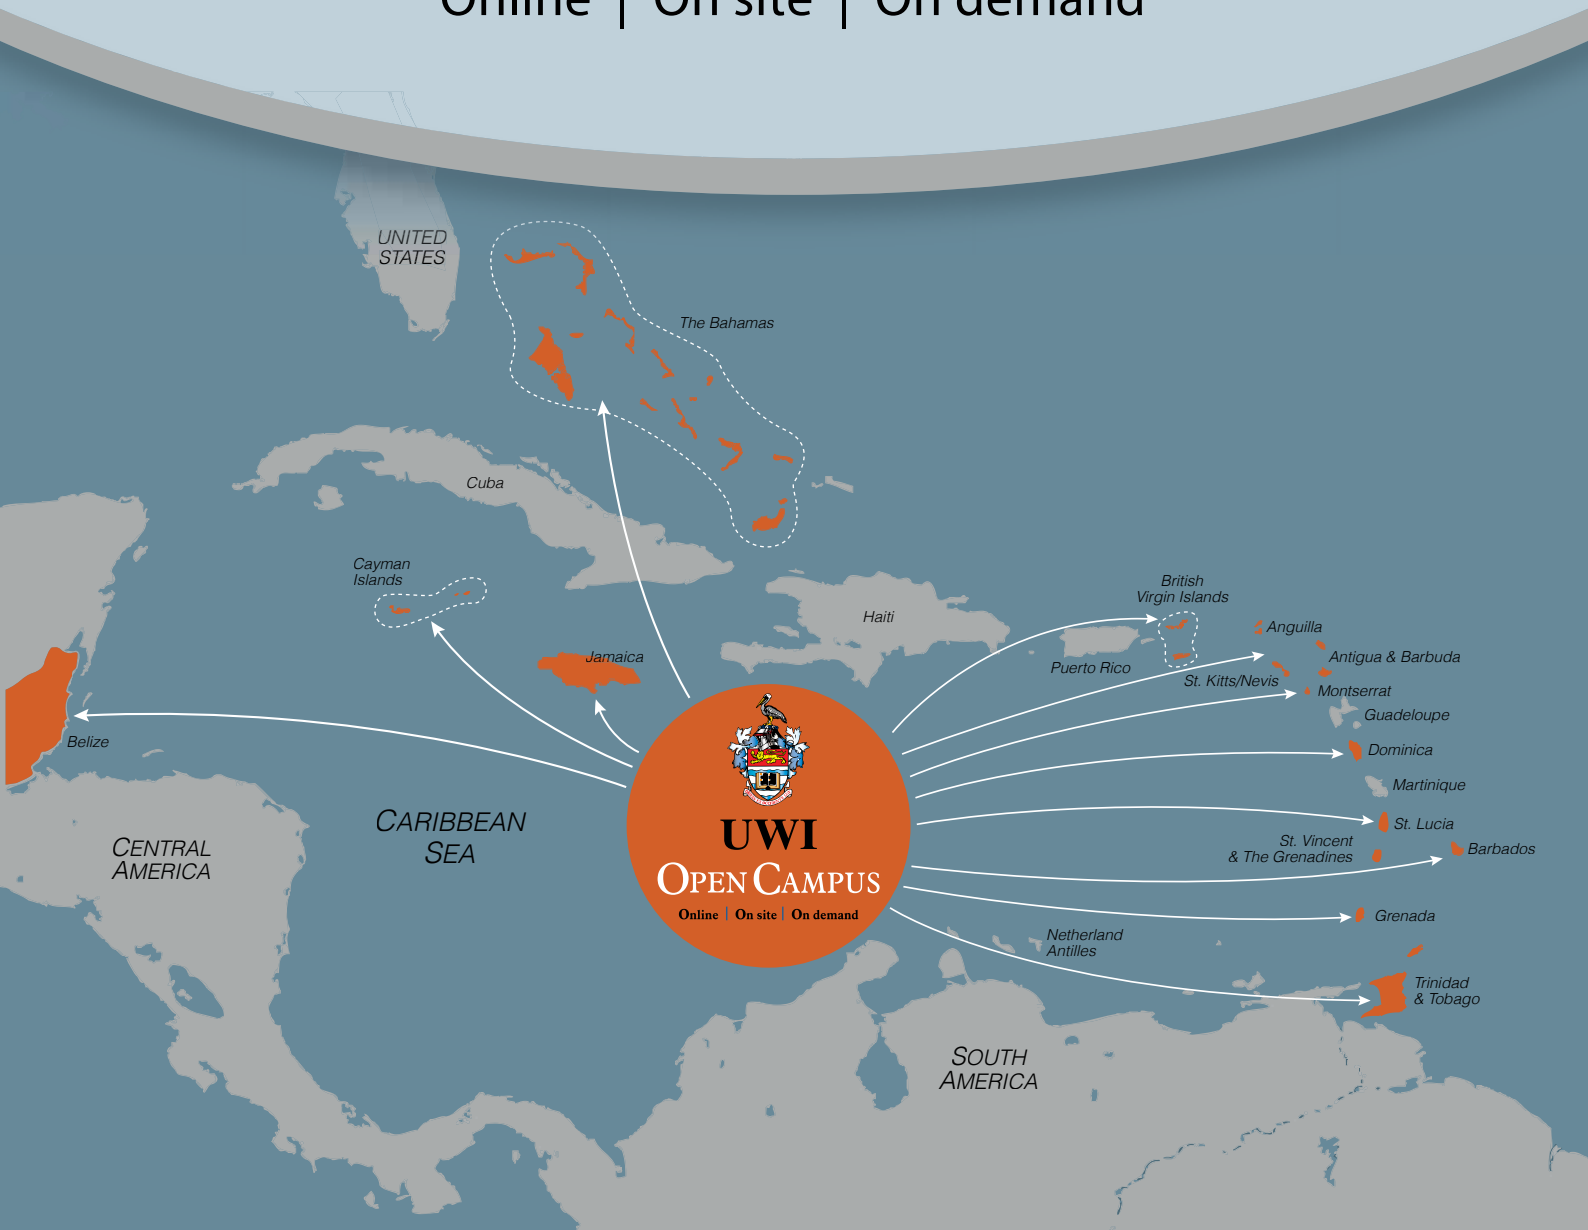 Online | On site | On demand
UNITED
STATES
The Bahamas
Cuba
Cayman
Islands
British
Virgin Islands
Haiti
Anguilla
Jamaica
Puerto Rico
Antigua & Barbuda
St. Kitts/Nevis
Montserrat
Guadeloupe
Belize
Dominica
Martinique
CARIBBEAN
SEA
UWI
OPEN CAMPUS
Online | On site | On demand
St. Lucia
St. Vincent
& The Grenadines
Barbados
CENTRAL
AMERICA
Grenada
Netherland
Antilles
Trinidad
& Tobago
SOUTH
AMERICA